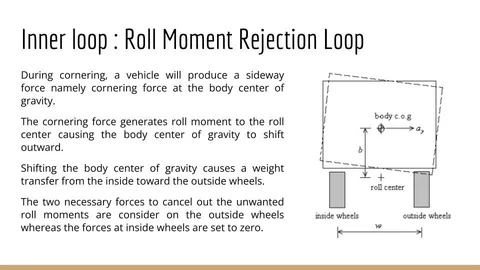 Inner loop : Roll Moment Rejection Loop
During cornering, a vehicle will produce a sideway
force namely cornering force at the body center of
gravity.
The cornering force generates roll moment to the roll
center causing the body center of gravity to shift
outward.
Shifting the body center of gravity causes a weight
transfer from the inside toward the outside wheels.
The two necessary forces to cancel out the unwanted
roll moments are consider on the outside wheels
whereas the forces at inside wheels are set to zero.
body c.o.g
a_y
b
roll center
inside wheels outside wheels
w